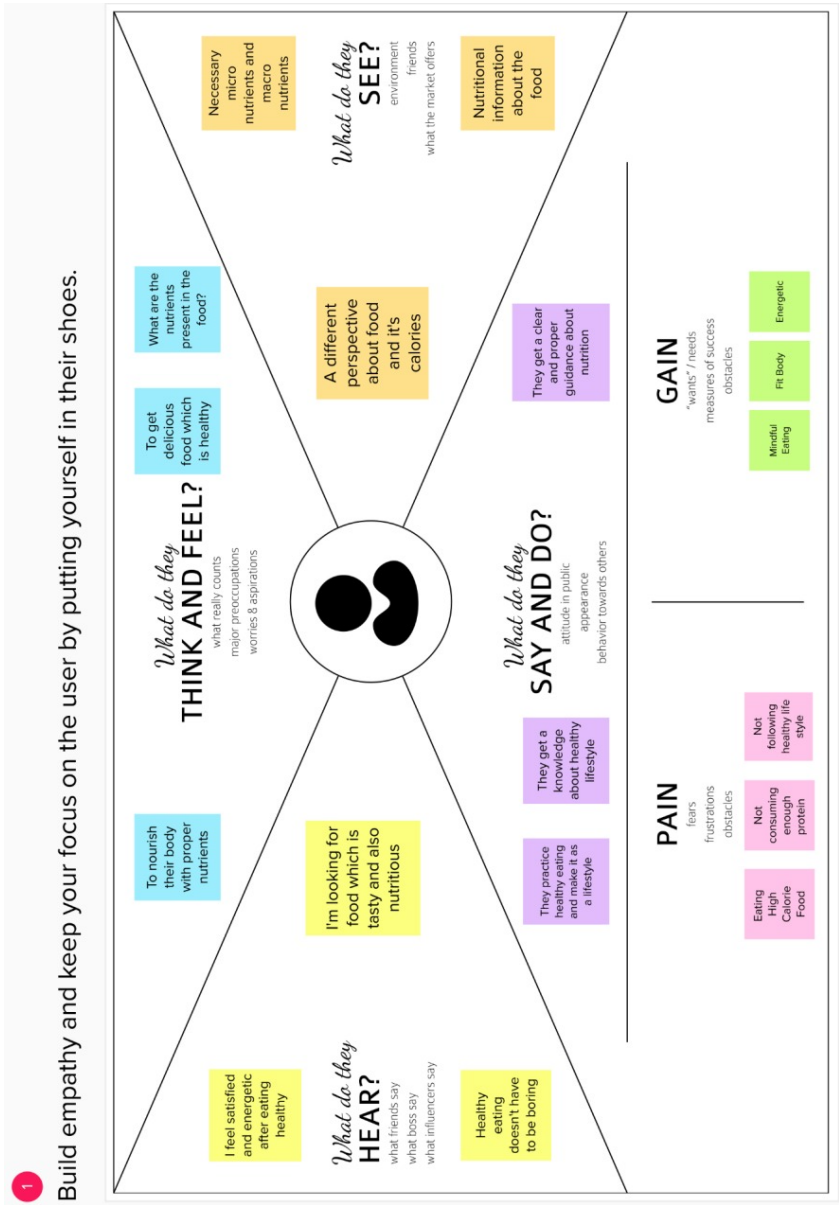 1
Build empathy and keep your focus on the user by putting yourself in their shoes.
What do they
THINK AND FEEL?
what really counts
major preoccupations
worries & aspirations
To nourish
their body
with proper
nutrients
To get
delicious
food which
is healthy
What are the
nutrients
present in the
food?
What do they
HEAR?
what friends say
what boss say
what influencers say
I feel satisfied
and energetic
after eating
healthy
I'm looking for
food which is
tasty and also
nutritious
Healthy
eating
doesn't have
to be boring
What do they
SEE?
environment
friends
what the market offers
Necessary
micro
nutrients and
macro
nutrients
A different
perspective
about food
and it's
calories
Nutritional
information
about the
food
What do they
SAY AND DO?
attitude in public
appearance
behavior towards others
They practice
healthy eating
and make it as
a lifestyle
They get a
knowledge
about healthy
lifestyle
They get a clear
and proper
guidance about
nutrition
PAIN
fears
frustrations
obstacles
Eating
High
Calorie
Food
Not
consuming
enough
protein
Not
following
healthy life
style
GAIN
"wants" / needs
measures of success
obstacles
Mindful
Eating
Fit Body
Energetic